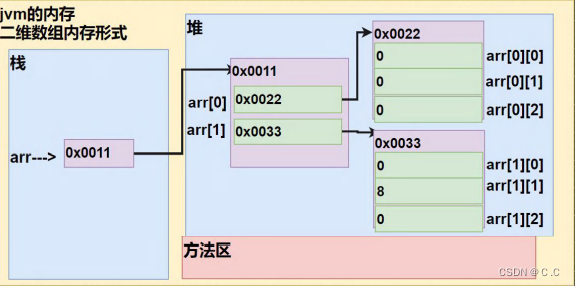 jvm的内存
二维数组内存形式
栈
arr--->
0x0011
堆
0x0011
arr[0]
0x0022
arr[1]
0x0033
0x0022
0
arr[0][0]
0
arr[0][1]
0
arr[0][2]
0x0033
0
arr[1][0]
8
arr[1][1]
0
arr[1][2]
方法区
CSDN @C .C